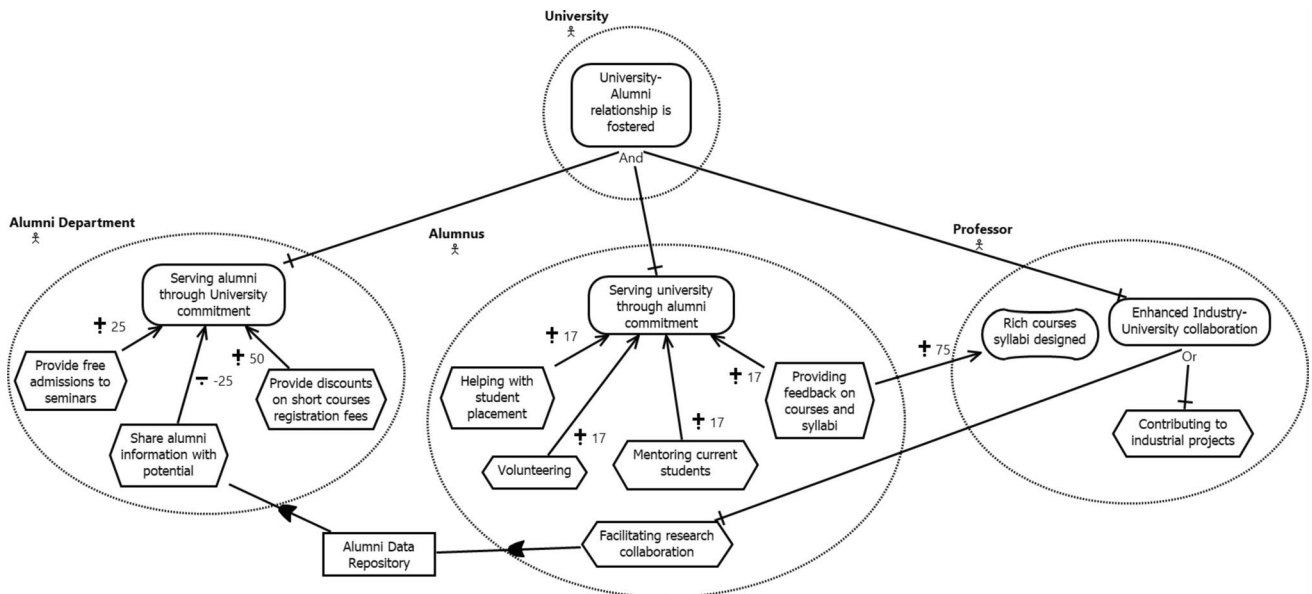 University
University-
Alumni
relationship is
fostered
And
Alumni Department
Alumnus
Professor
Serving alumni
through University
commitment
25
50
-25
Provide free
admissions to
seminars
Provide discounts
on short courses
registration fees
Share alumni
information with
potential
Serving university
through alumni
commitment
17
17
17
17
Helping with
student
placement
Volunteering
Mentoring current
students
Providing
feedback on
courses and
syllabi
75
Rich courses
syllabi designed
Enhanced Industry-
University collaboration
Or
Contributing to
industrial projects
Alumni Data
Repository
Facilitating research
collaboration